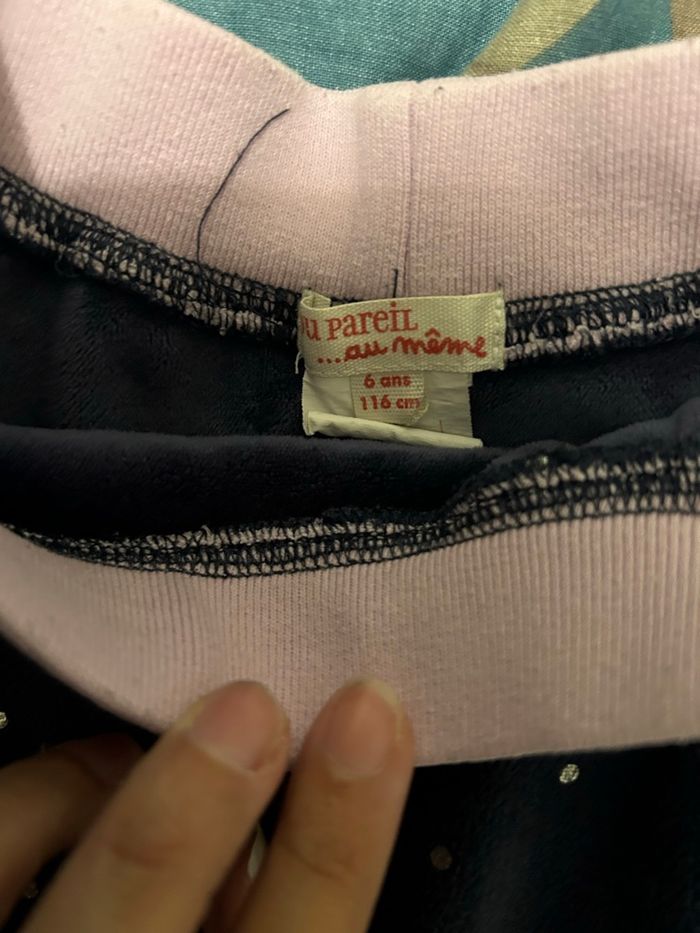 u PareiL
...au même
6 ans
116 cm